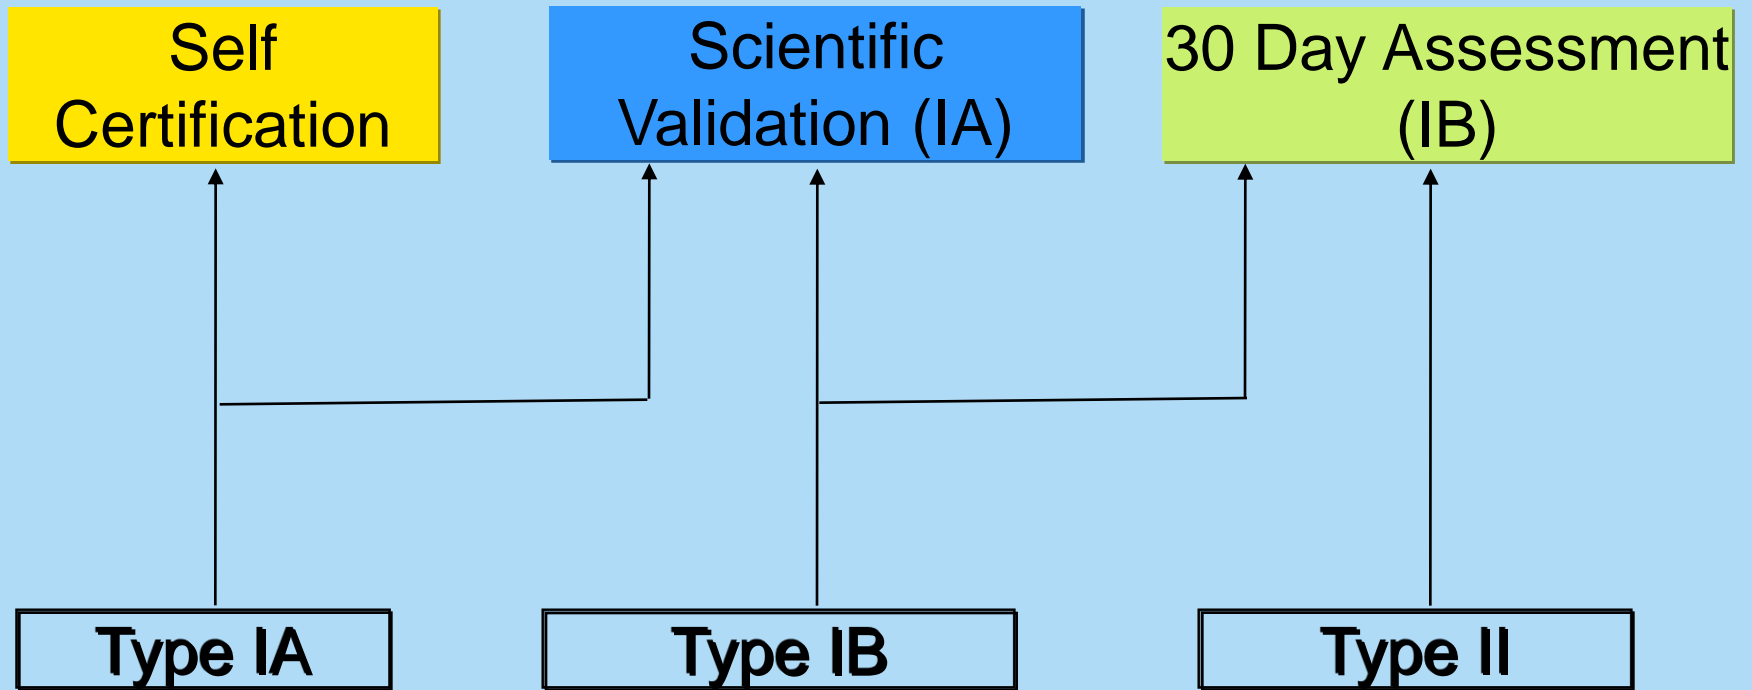 Self
Certification
Scientific
Validation (IA)
30 Day Assessment
(IB)
Type IA
Type IB
Type II